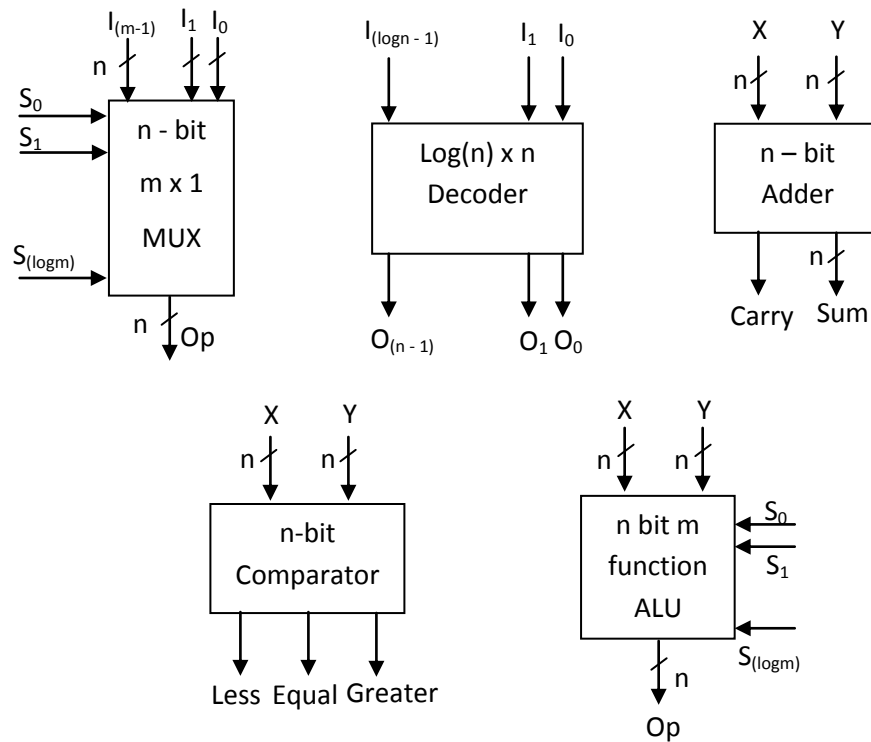 I(m-1) I1 I0
n
S0
S1
n - bit
m x 1
MUX
S(logm)
n
Op
I(logn - 1) I1 I0
Log(n) x n
Decoder
O(n - 1) O1 O0
X Y
n n
n – bit
Adder
n
Carry Sum
X Y
n n
n-bit
Comparator
Less Equal Greater
X Y
n n
n bit m
function
ALU
S0
S1
S(logm)
n
Op